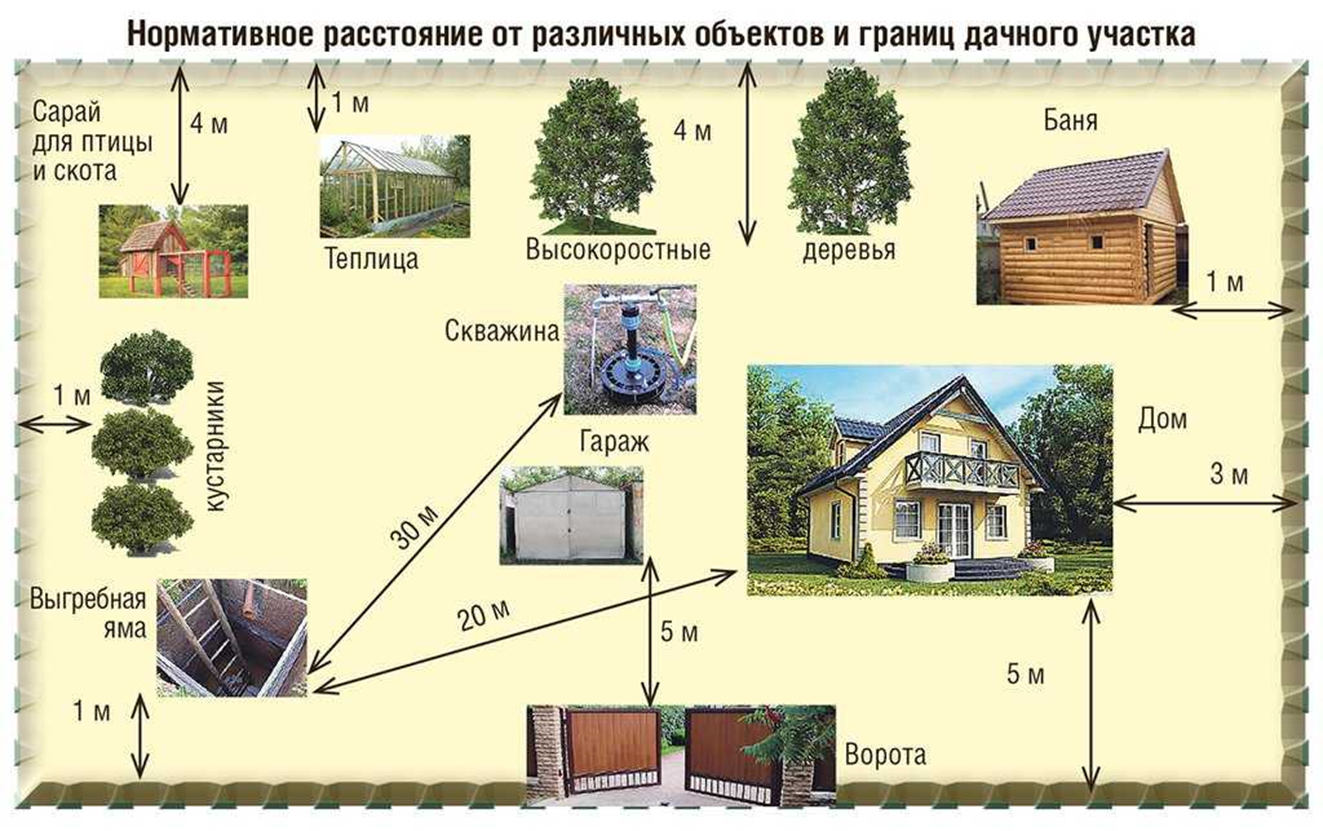 Нормативное расстояние от различных объектов и границ дачного участка
Сарай
для птицы
и скота
4 м
1 м
Теплица
Высокоростные
4 м
деревья
Баня
1 м
Скважина
1 м
кустарники
Гараж
Дом
3 м
30 м
20 м
5 м
Выгребная
яма
1 м
5 м
Ворота